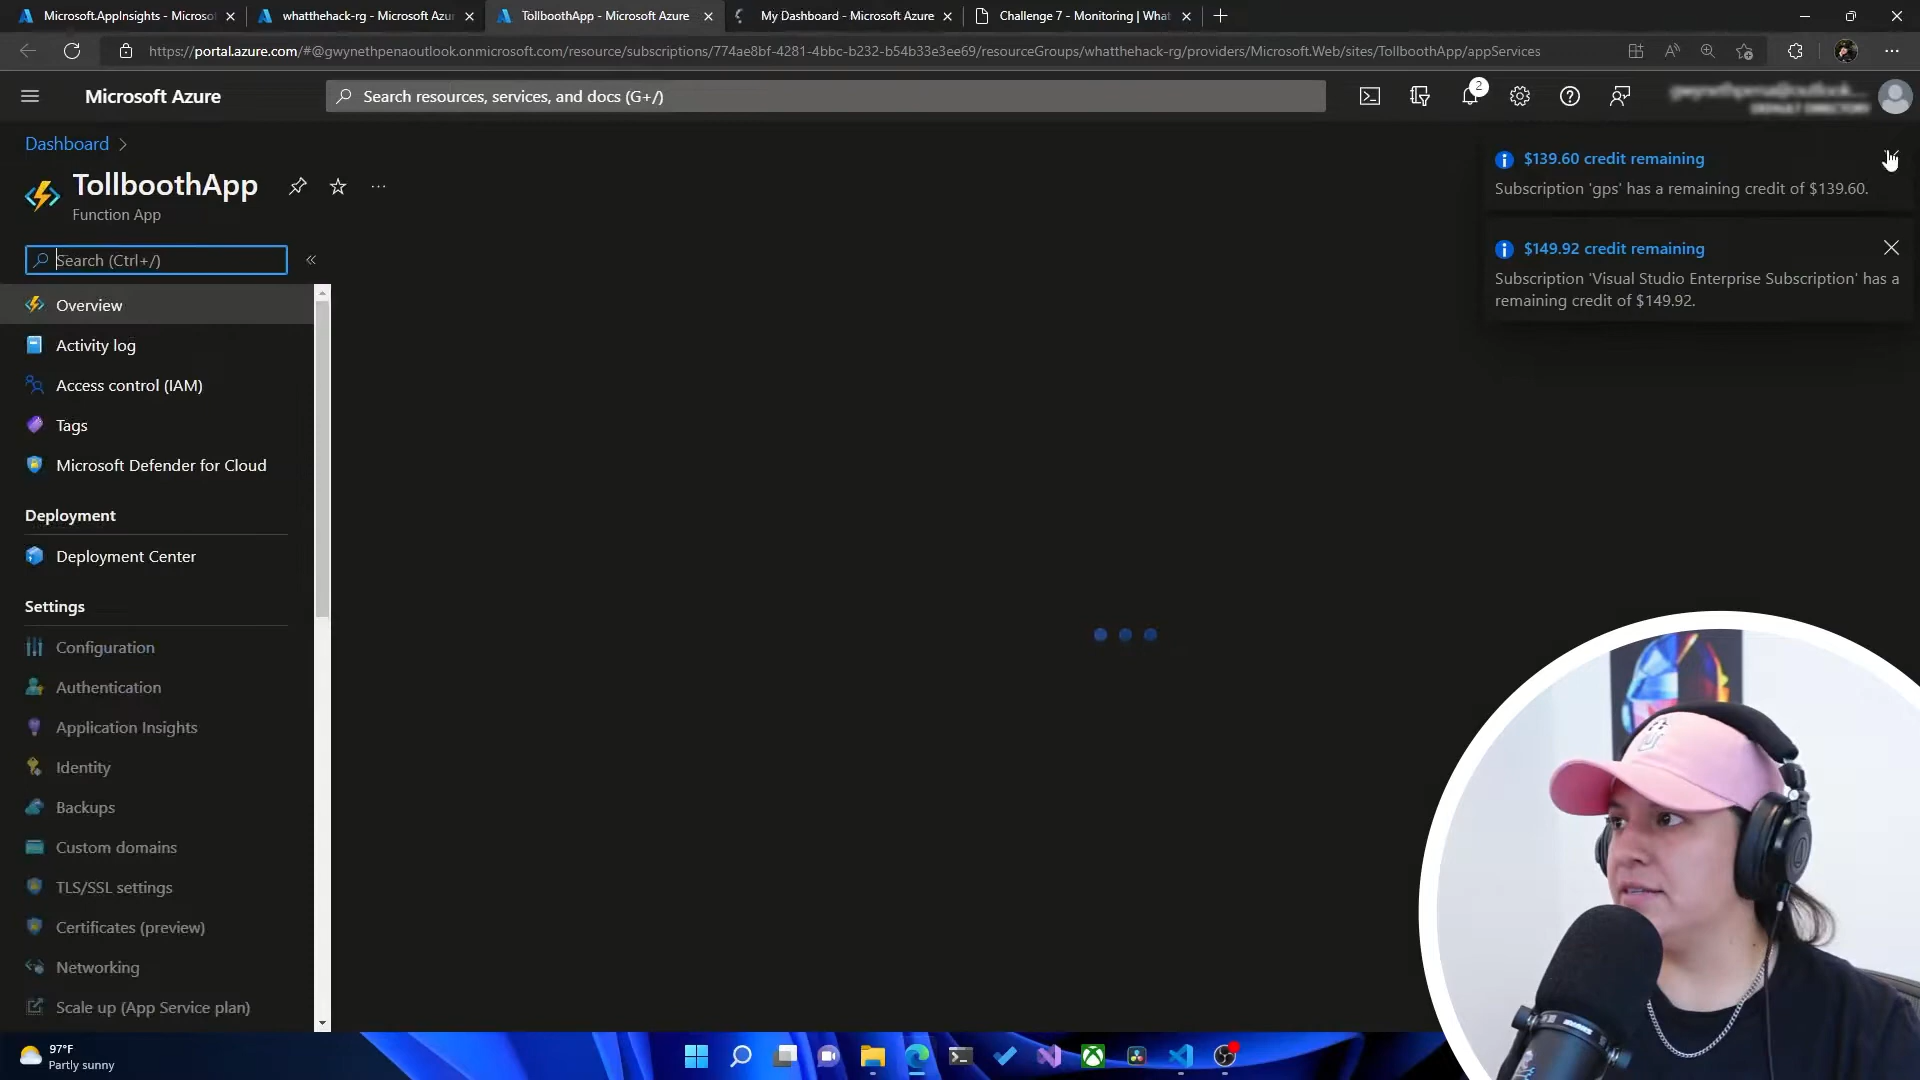 Microsoft.AppInsights - Microso
whatthehack-rg - Microsoft Azur
TollboothApp - Microsoft Azure
My Dashboard - Microsoft Azure
Challenge 7 - Monitoring | What
https://portal.azure.com/#@gwynethpenaoutlook.onmicrosoft.com/resource/subscriptions/774ae8bf-4281-4bbc-b232-b54b33e3ee69/resourceGroups/whatthehack-rg/providers/Microsoft.Web/sites/TollboothApp/appServices
Microsoft Azure
Search resources, services, and docs (G+/)
2
Dashboard
TollboothApp
Function App
Search (Ctrl+/)
Overview
Activity log
Access control (IAM)
Tags
Microsoft Defender for Cloud
Deployment
Deployment Center
Settings
Configuration
Authentication
Application Insights
Identity
Backups
Custom domains
TLS/SSL settings
Certificates (preview)
Networking
Scale up (App Service plan)
$139.60 credit remaining
Subscription 'gps' has a remaining credit of $139.60.
$149.92 credit remaining
Subscription 'Visual Studio Enterprise Subscription' has a
remaining credit of $149.92.
97°F
Partly sunny